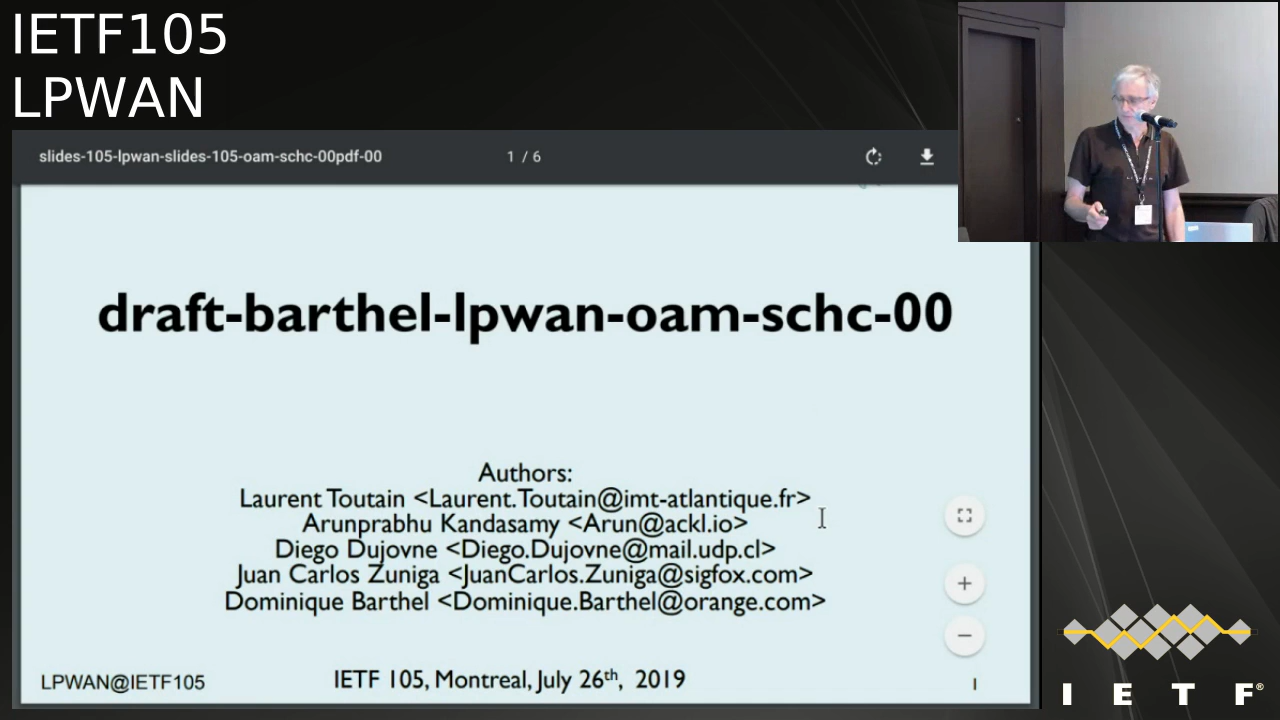 IETF105
LPWAN
slides-105-lpwan-slides-105-oam-schc-00pdf-00
1 / 6
draft-barthel-lpwan-oam-schc-00
Authors:
Laurent Toutain <Laurent.Toutain@imt-atlantique.fr>
Arunprabhu Kandasamy <Arun@ackl.io>
Diego Dujovne <Diego.Dujovne@mail.udp.cl>
Juan Carlos Zuniga <JuanCarlos.Zuniga@sigfox.com>
Dominique Barthel <Dominique.Barthel@orange.com>
LPWAN@IETF105
IETF 105, Montreal, July 26th, 2019
1
I E T F®